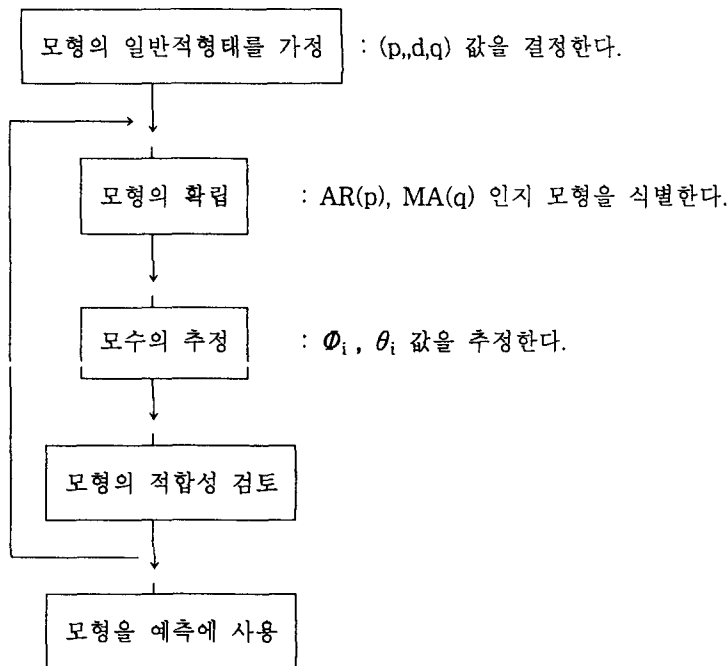 모형의 일반적형태를 가정 : (p,,d,q) 값을 결정한다.
모형의 확립 : AR(p), MA(q) 인지 모형을 식별한다.
모수의 추정 : Φi , θi 값을 추정한다.
모형의 적합성 검토
모형을 예측에 사용